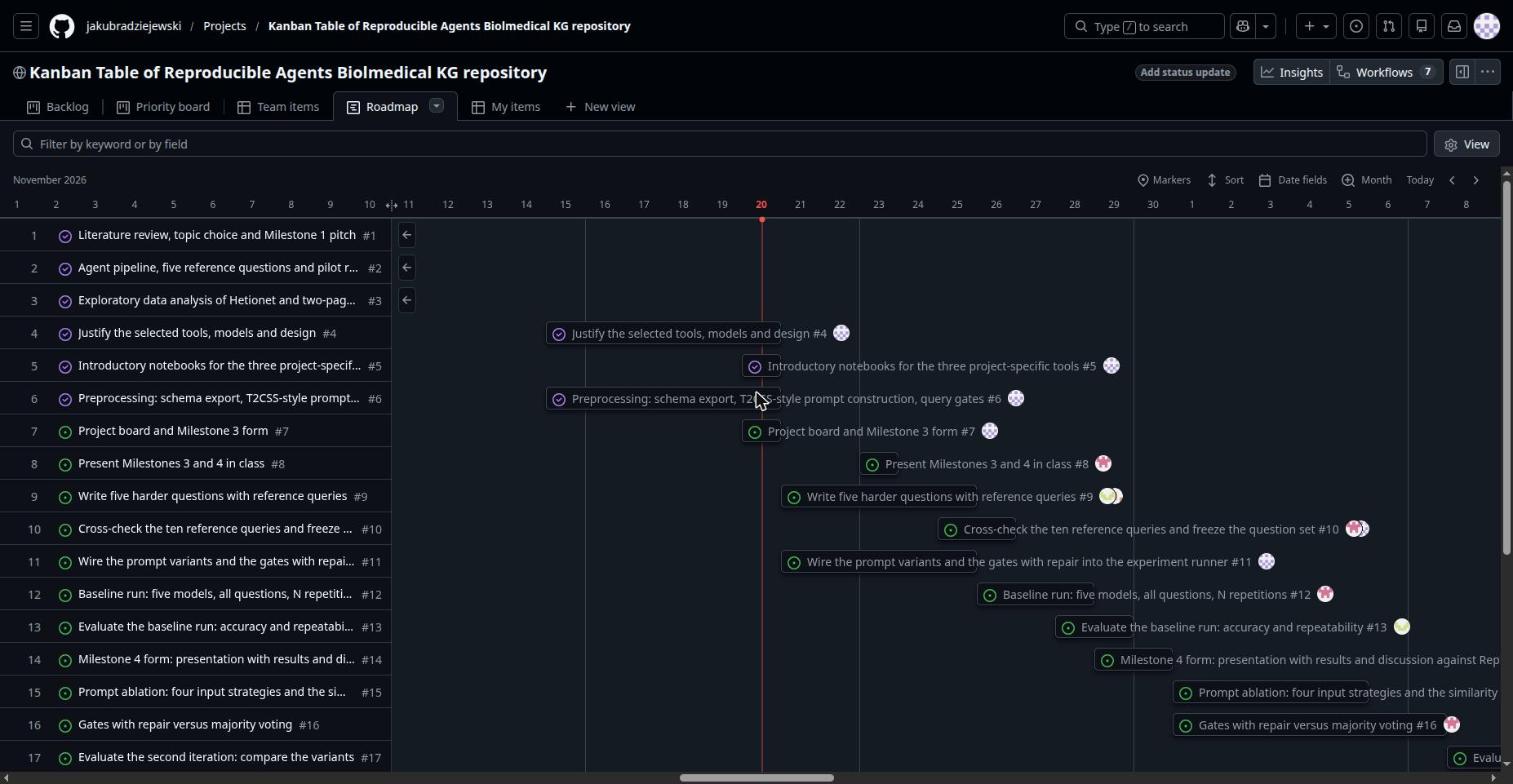 jakubradziejewski / Projects / Kanban Table of Reproducible Agents Biolmedical KG repository
Type / to search
Kanban Table of Reproducible Agents Biolmedical KG repository
Add status update
Insights
Workflows 7
Backlog
Priority board
Team items
Roadmap
My items
New view
Filter by keyword or by field
View
November 2026
Markers
Sort
Date fields
Month
Today
1 2 3 4 5 6 7 8 9 10 11 12 13 14 15 16 17 18 19 20 21 22 23 24 25 26 27 28 29 30 1 2 3 4 5 6 7 8
1 Literature review, topic choice and Milestone 1 pitch #1
2 Agent pipeline, five reference questions and pilot r... #2
3 Exploratory data analysis of Hetionet and two-pag... #3
4 Justify the selected tools, models and design #4
Justify the selected tools, models and design #4
5 Introductory notebooks for the three project-specif... #5
Introductory notebooks for the three project-specific tools #5
6 Preprocessing: schema export, T2CSS-style prompt... #6
Preprocessing: schema export, T2CSS-style prompt construction, query gates #6
7 Project board and Milestone 3 form #7
Project board and Milestone 3 form #7
8 Present Milestones 3 and 4 in class #8
Present Milestones 3 and 4 in class #8
9 Write five harder questions with reference queries #9
Write five harder questions with reference queries #9
10 Cross-check the ten reference queries and freeze ... #10
Cross-check the ten reference queries and freeze the question set #10
11 Wire the prompt variants and the gates with repai... #11
Wire the prompt variants and the gates with repair into the experiment runner #11
12 Baseline run: five models, all questions, N repetiti... #12
Baseline run: five models, all questions, N repetitions #12
13 Evaluate the baseline run: accuracy and repeatabi... #13
Evaluate the baseline run: accuracy and repeatability #13
14 Milestone 4 form: presentation with results and di... #14
Milestone 4 form: presentation with results and discussion against Rep
15 Prompt ablation: four input strategies and the si... #15
Prompt ablation: four input strategies and the similarity
16 Gates with repair versus majority voting #16
Gates with repair versus majority voting #16
17 Evaluate the second iteration: compare the variants #17
Evalu